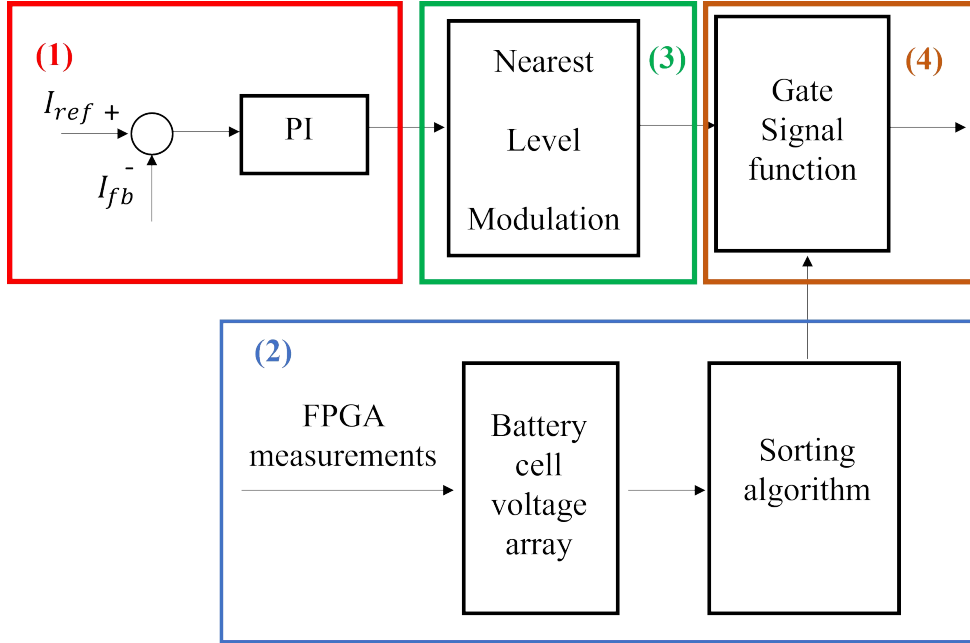 (1)
I_ref +
I_fb -
PI
Nearest
Level
Modulation
(3)
Gate
Signal
function
(4)
(2)
FPGA
measurements
Battery
cell
voltage
array
Sorting
algorithm